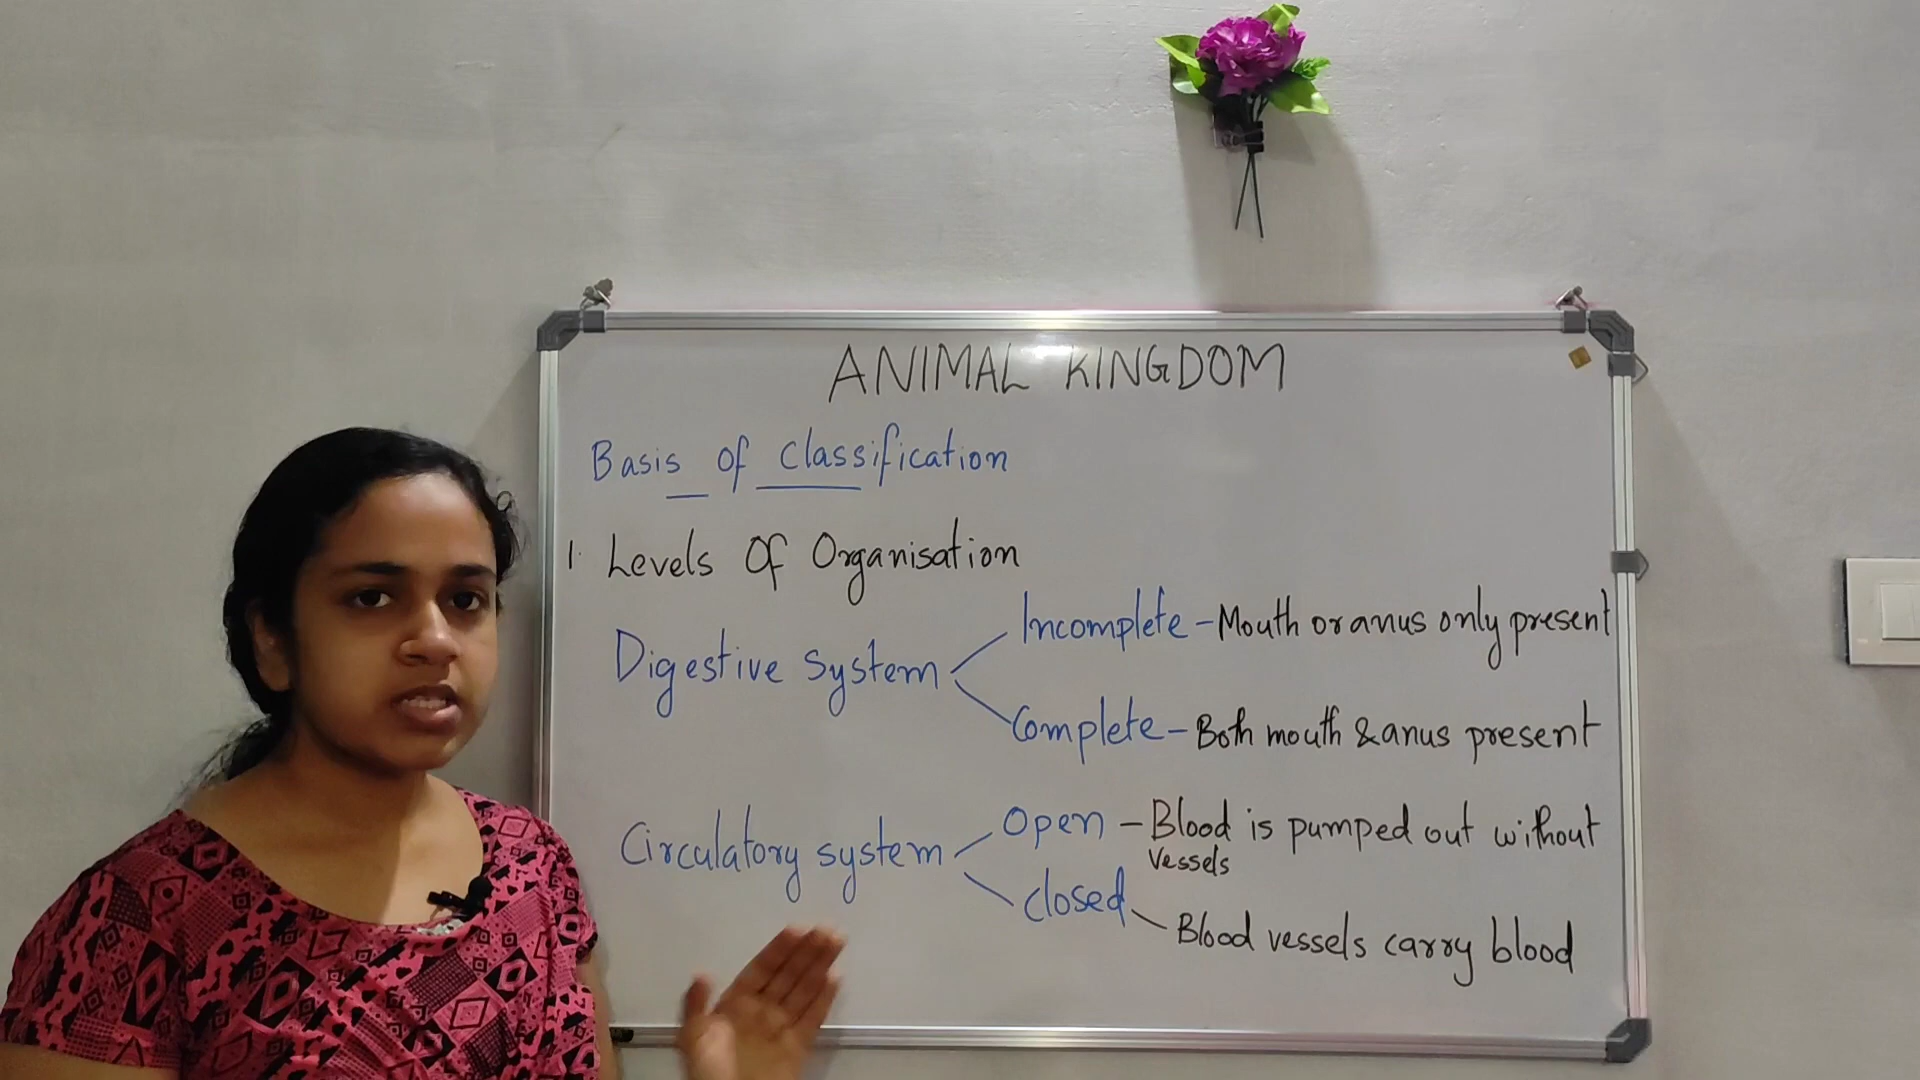 ANIMAL KINGDOM
Basis of classification
1. Levels Of Organisation
Incomplete - Mouth or anus only present
Digestive system
Complete - Both mouth & anus present
Open - Blood is pumped out without
vessels
Circulatory system
closed
Blood vessels carry blood